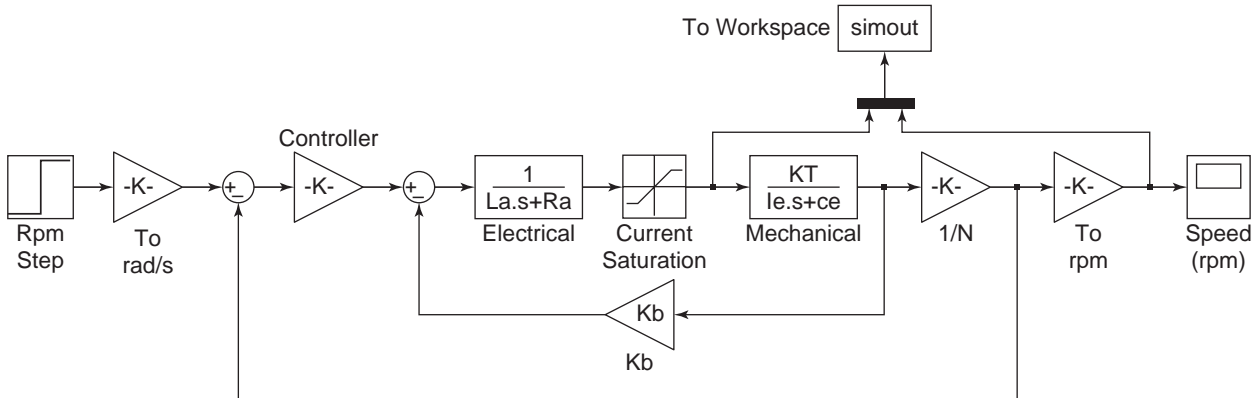 To Workspace
simout
Controller
-K-
-K-
1
La.s+Ra
KT
Ie.s+ce
-K-
-K-
+
−
+
−
Rpm
Step
To
rad/s
Electrical
Current
Saturation
Mechanical
1/N
To
rpm
Speed
(rpm)
Kb
Kb